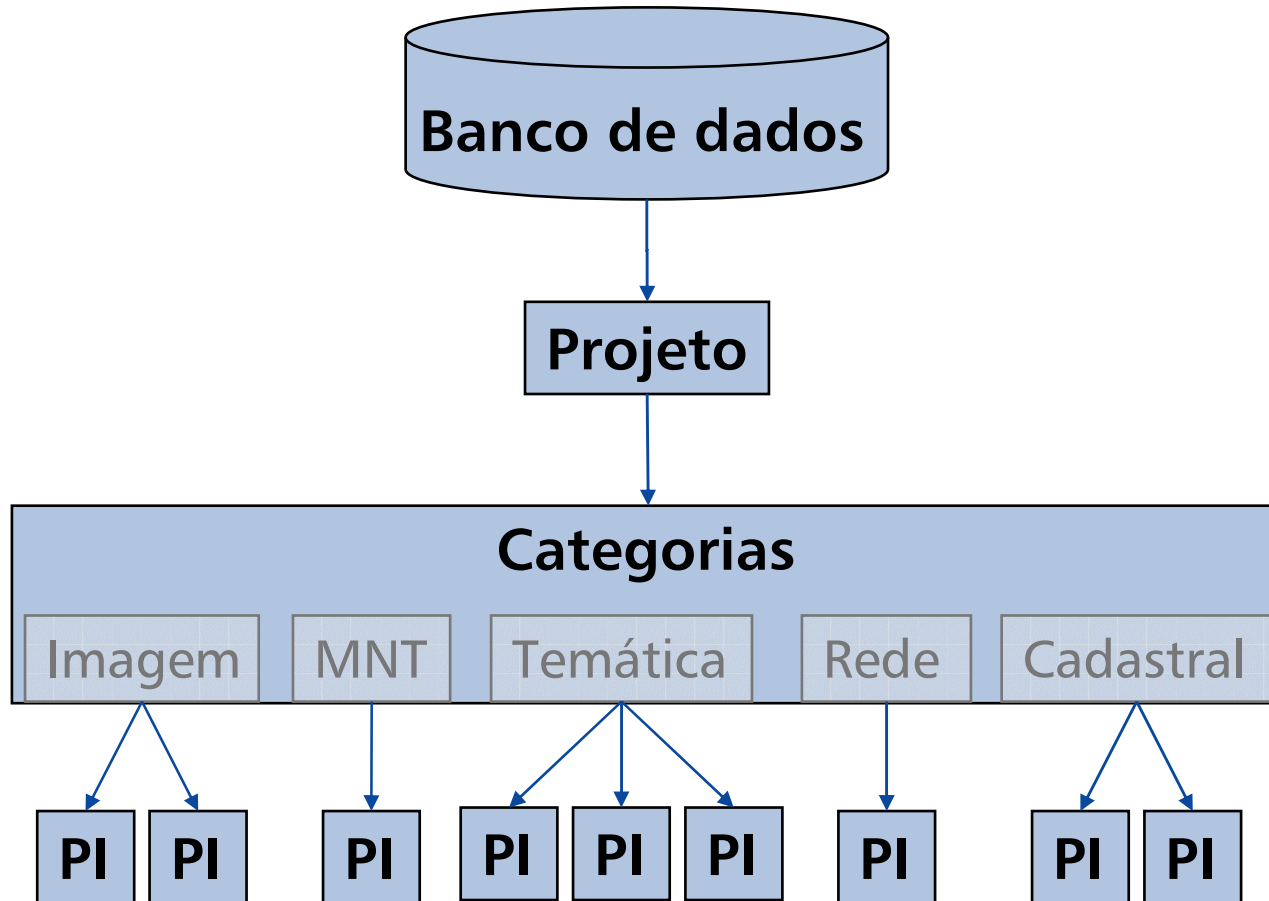 Banco de dados
Projeto
Categorias
Imagem MNT Temática Rede Cadastral
PI PI PI PI PI PI PI PI PI